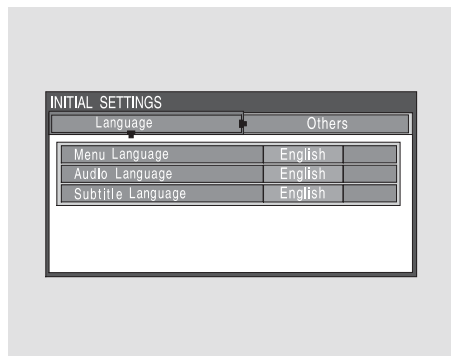 INITIAL SETTINGS
Language Others
Menu Language English
Audio Language English
Subtitle Language English